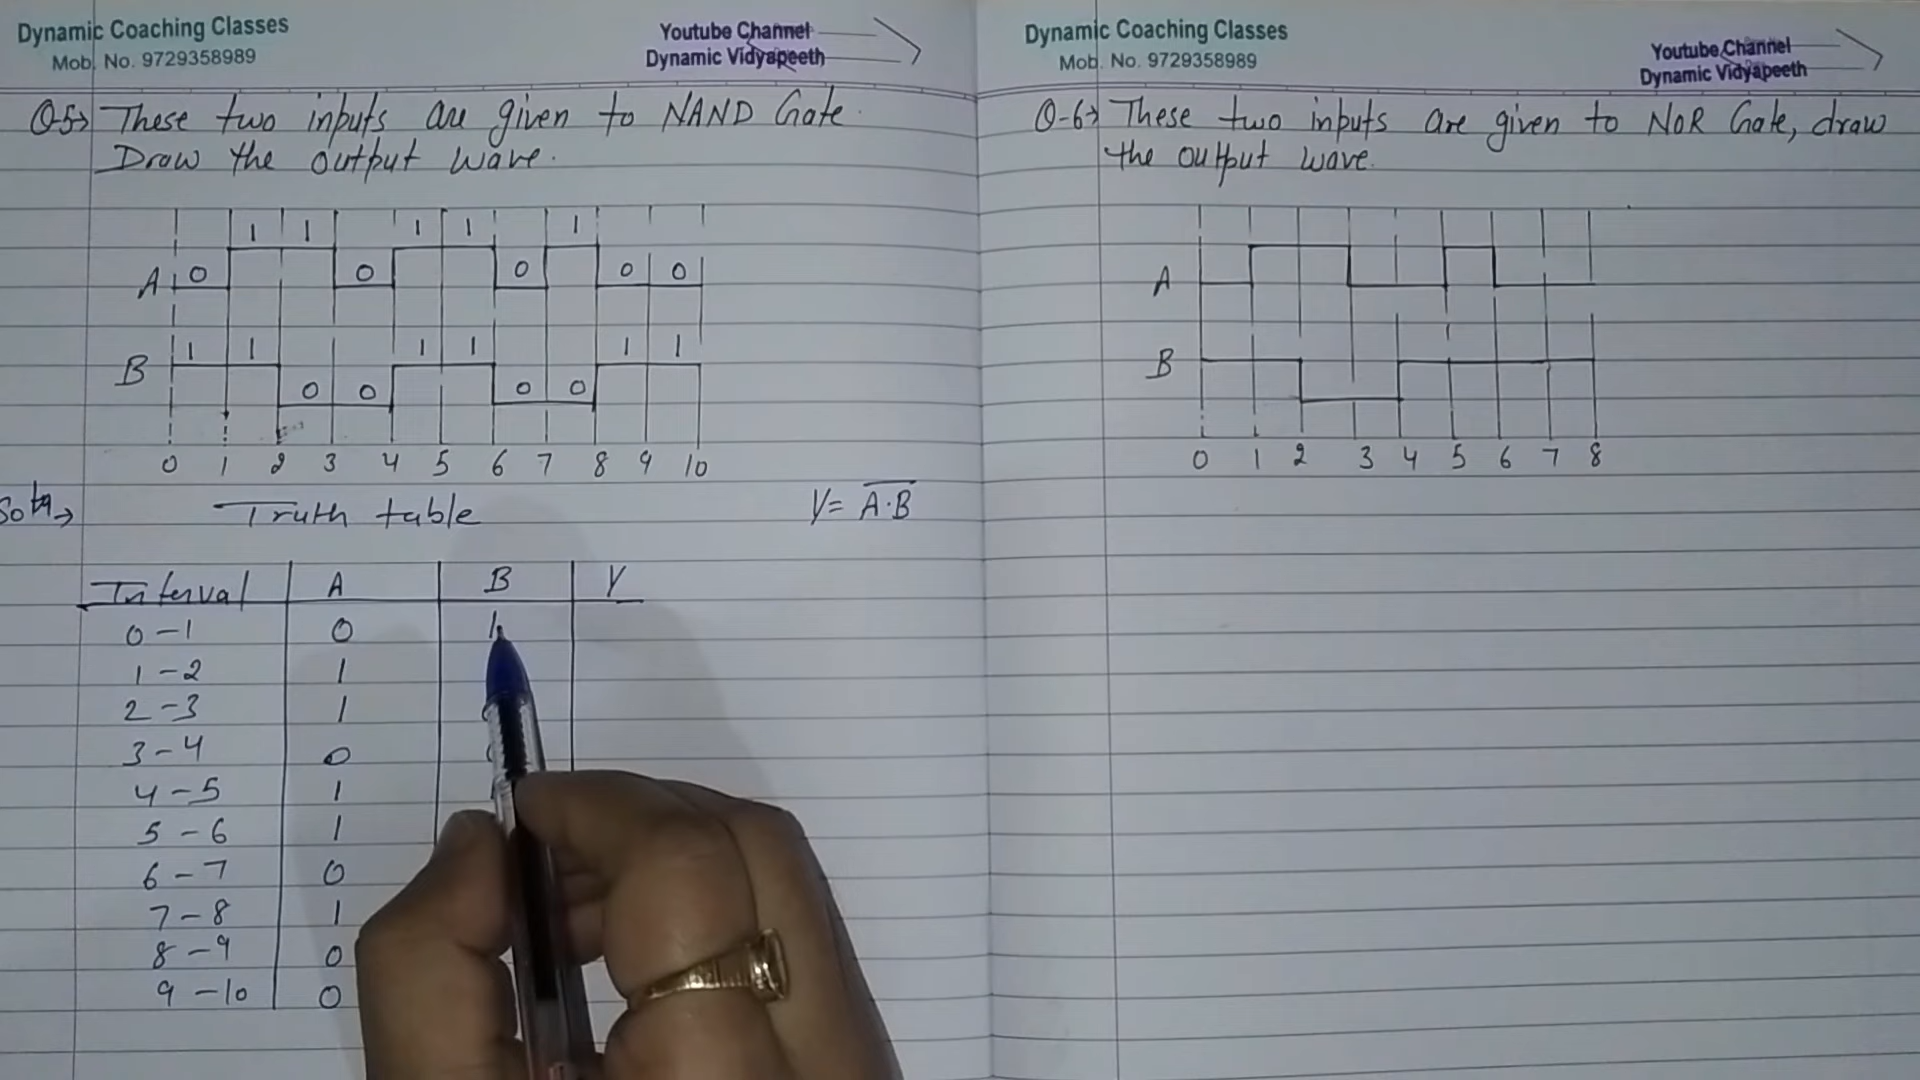 Dynamic Coaching Classes
Mob. No. 9729358989
Youtube Channel
Dynamic Vidyapeeth
Q-5→ These two inputs are given to NAND Gate.
Draw the output wave.
1 1 1 1 1
A 0 0 0 0 0
1 1 1 1 1 1
B 0 0 0 0
0 1 2 3 4 5 6 7 8 9 10
Soln→ Truth table Y = \overline{A·B}
Interval A B Y
0-1 0 1
1-2 1
2-3 1
3-4 0
4-5 1
5-6 1
6-7 0
7-8 1
8-9 0
9-10 0
Dynamic Coaching Classes
Mob. No. 9729358989
Youtube Channel
Dynamic Vidyapeeth
Q-6→ These two inputs are given to NOR Gate, draw
the output wave.
A
B
0 1 2 3 4 5 6 7 8